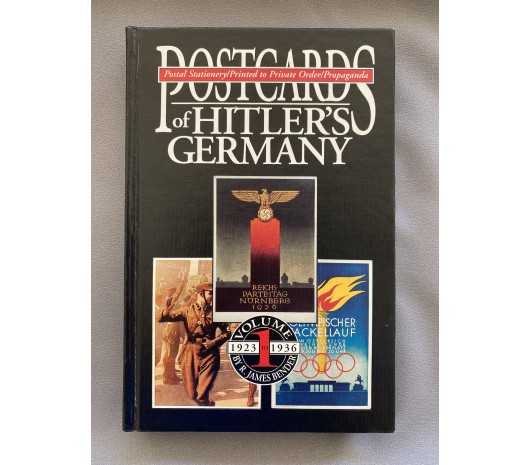 POSTCARDS
Postal Stationery/Printed to Private Order/Propaganda
of HITLER'S
GERMANY
REICHS-
PARTEITAG
NÜRNBERG
1936
VOLUME
1
1923 TO 1936
BY R. JAMES BENDER